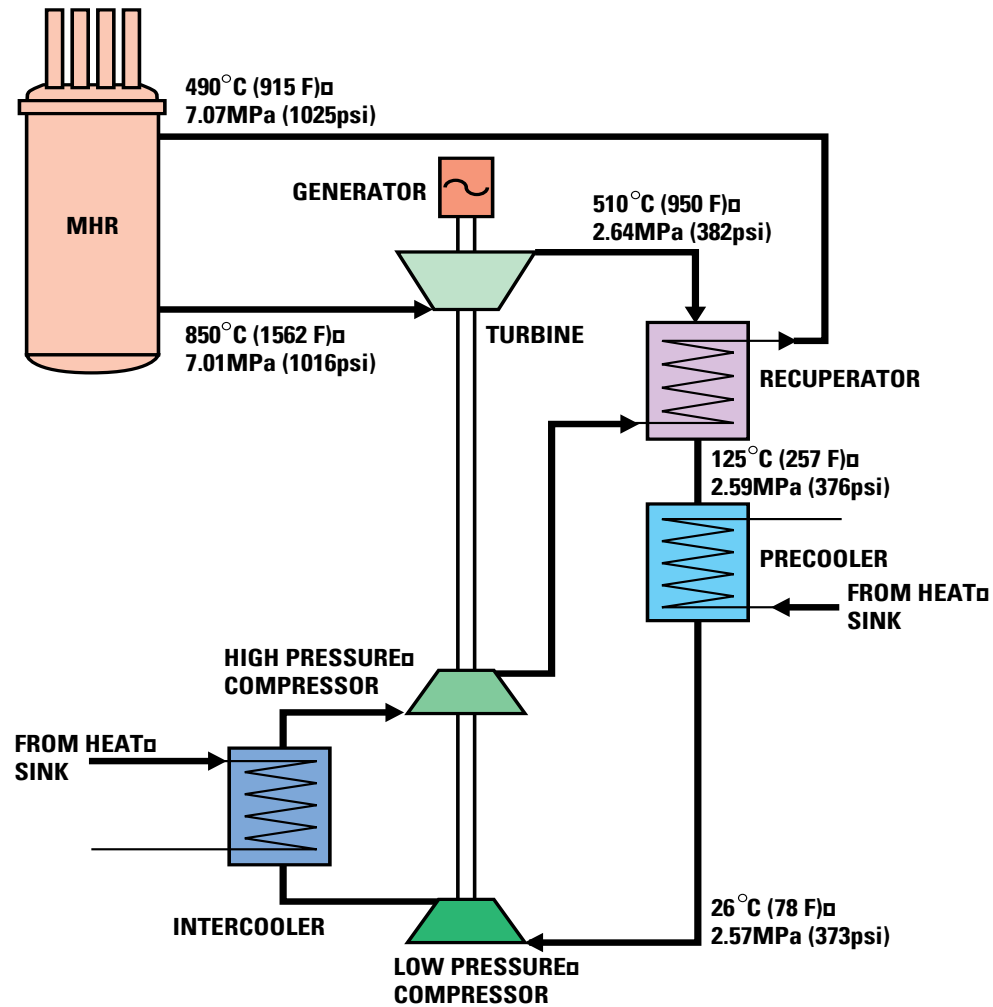 490°C (915 F)
7.07MPa (1025psi)
MHR
GENERATOR
510°C (950 F)
2.64MPa (382psi)
850°C (1562 F)
7.01MPa (1016psi)
TURBINE
RECUPERATOR
125°C (257 F)
2.59MPa (376psi)
PRECOOLER
FROM HEAT
SINK
HIGH PRESSURE
COMPRESSOR
FROM HEAT
SINK
INTERCOOLER
26°C (78 F)
2.57MPa (373psi)
LOW PRESSURE
COMPRESSOR